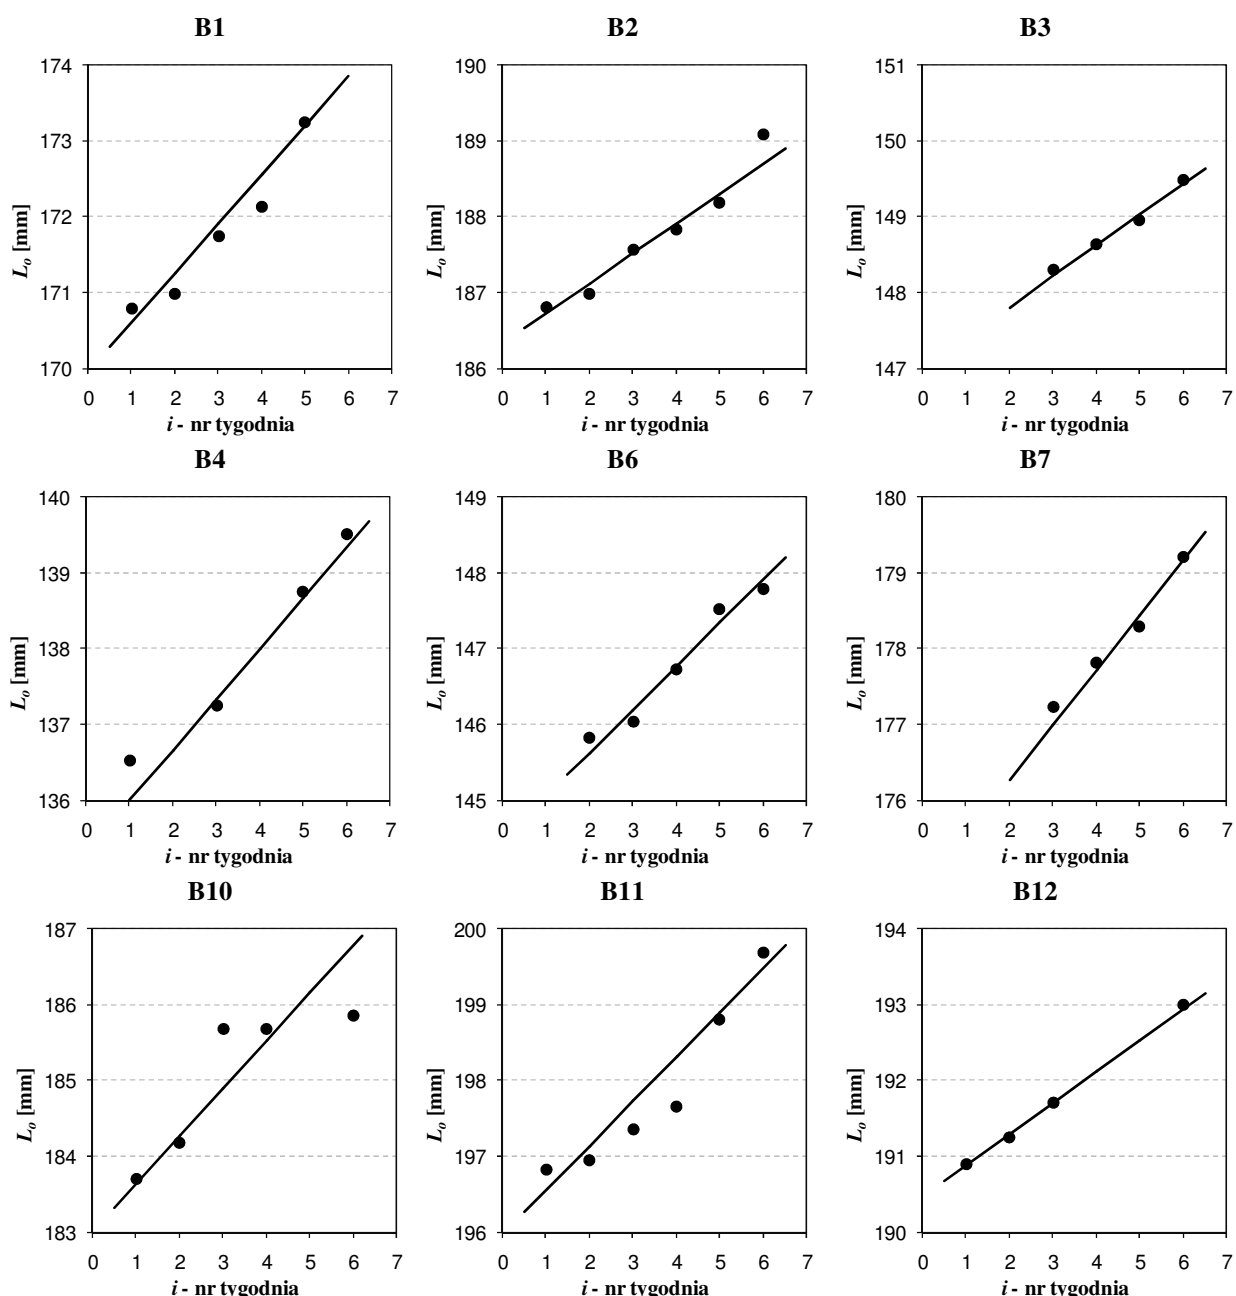 B1 B2 B3
174 190 151
173 189 150
172 188 149
171 187 148
170 186 147
L_o [mm] L_o [mm] L_o [mm]
0 1 2 3 4 5 6 7 0 1 2 3 4 5 6 7 0 1 2 3 4 5 6 7
i - nr tygodnia i - nr tygodnia i - nr tygodnia
B4 B6 B7
140 149 180
139 148 179
138 147 178
137 146 177
136 145 176
L_o [mm] L_o [mm] L_o [mm]
0 1 2 3 4 5 6 7 0 1 2 3 4 5 6 7 0 1 2 3 4 5 6 7
i - nr tygodnia i - nr tygodnia i - nr tygodnia
B10 B11 B12
187 200 194
186 199 193
185 198 192
184 197 191
183 196 190
L_o [mm] L_o [mm] L_o [mm]
0 1 2 3 4 5 6 7 0 1 2 3 4 5 6 7 0 1 2 3 4 5 6 7
i - nr tygodnia i - nr tygodnia i - nr tygodnia